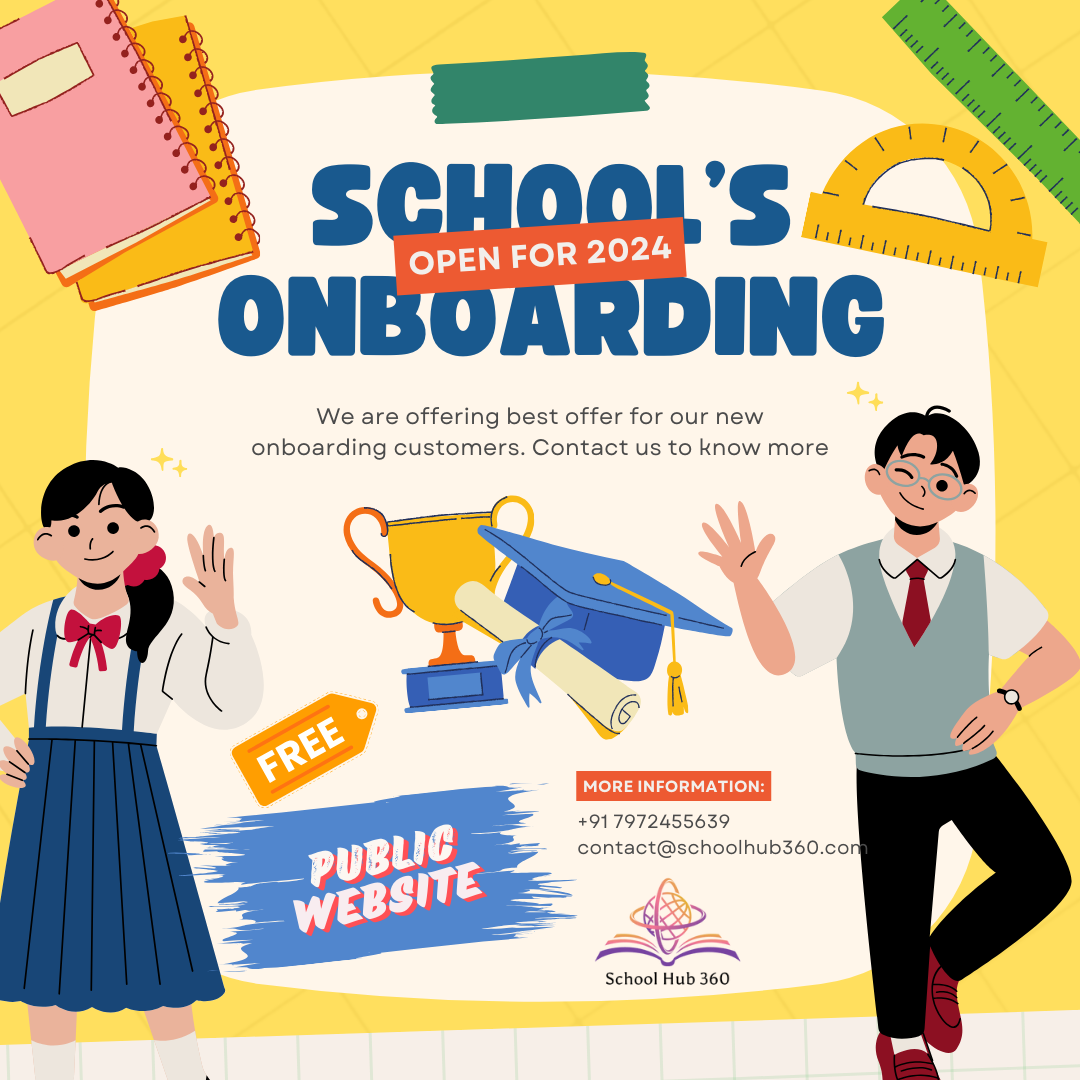 SCHOOL'S
OPEN FOR 2024
ONBOARDING
We are offering best offer for our new
onboarding customers. Contact us to know more
FREE
PUBLIC
WEBSITE
MORE INFORMATION:
+91 7972455639
contact@schoolhub360.com
School Hub 360